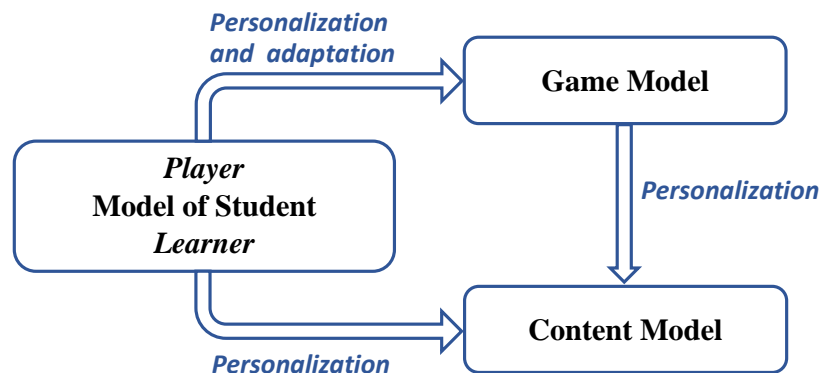 Personalization
and adaptation
Game Model
Player
Model of Student
Learner
Personalization
Content Model
Personalization